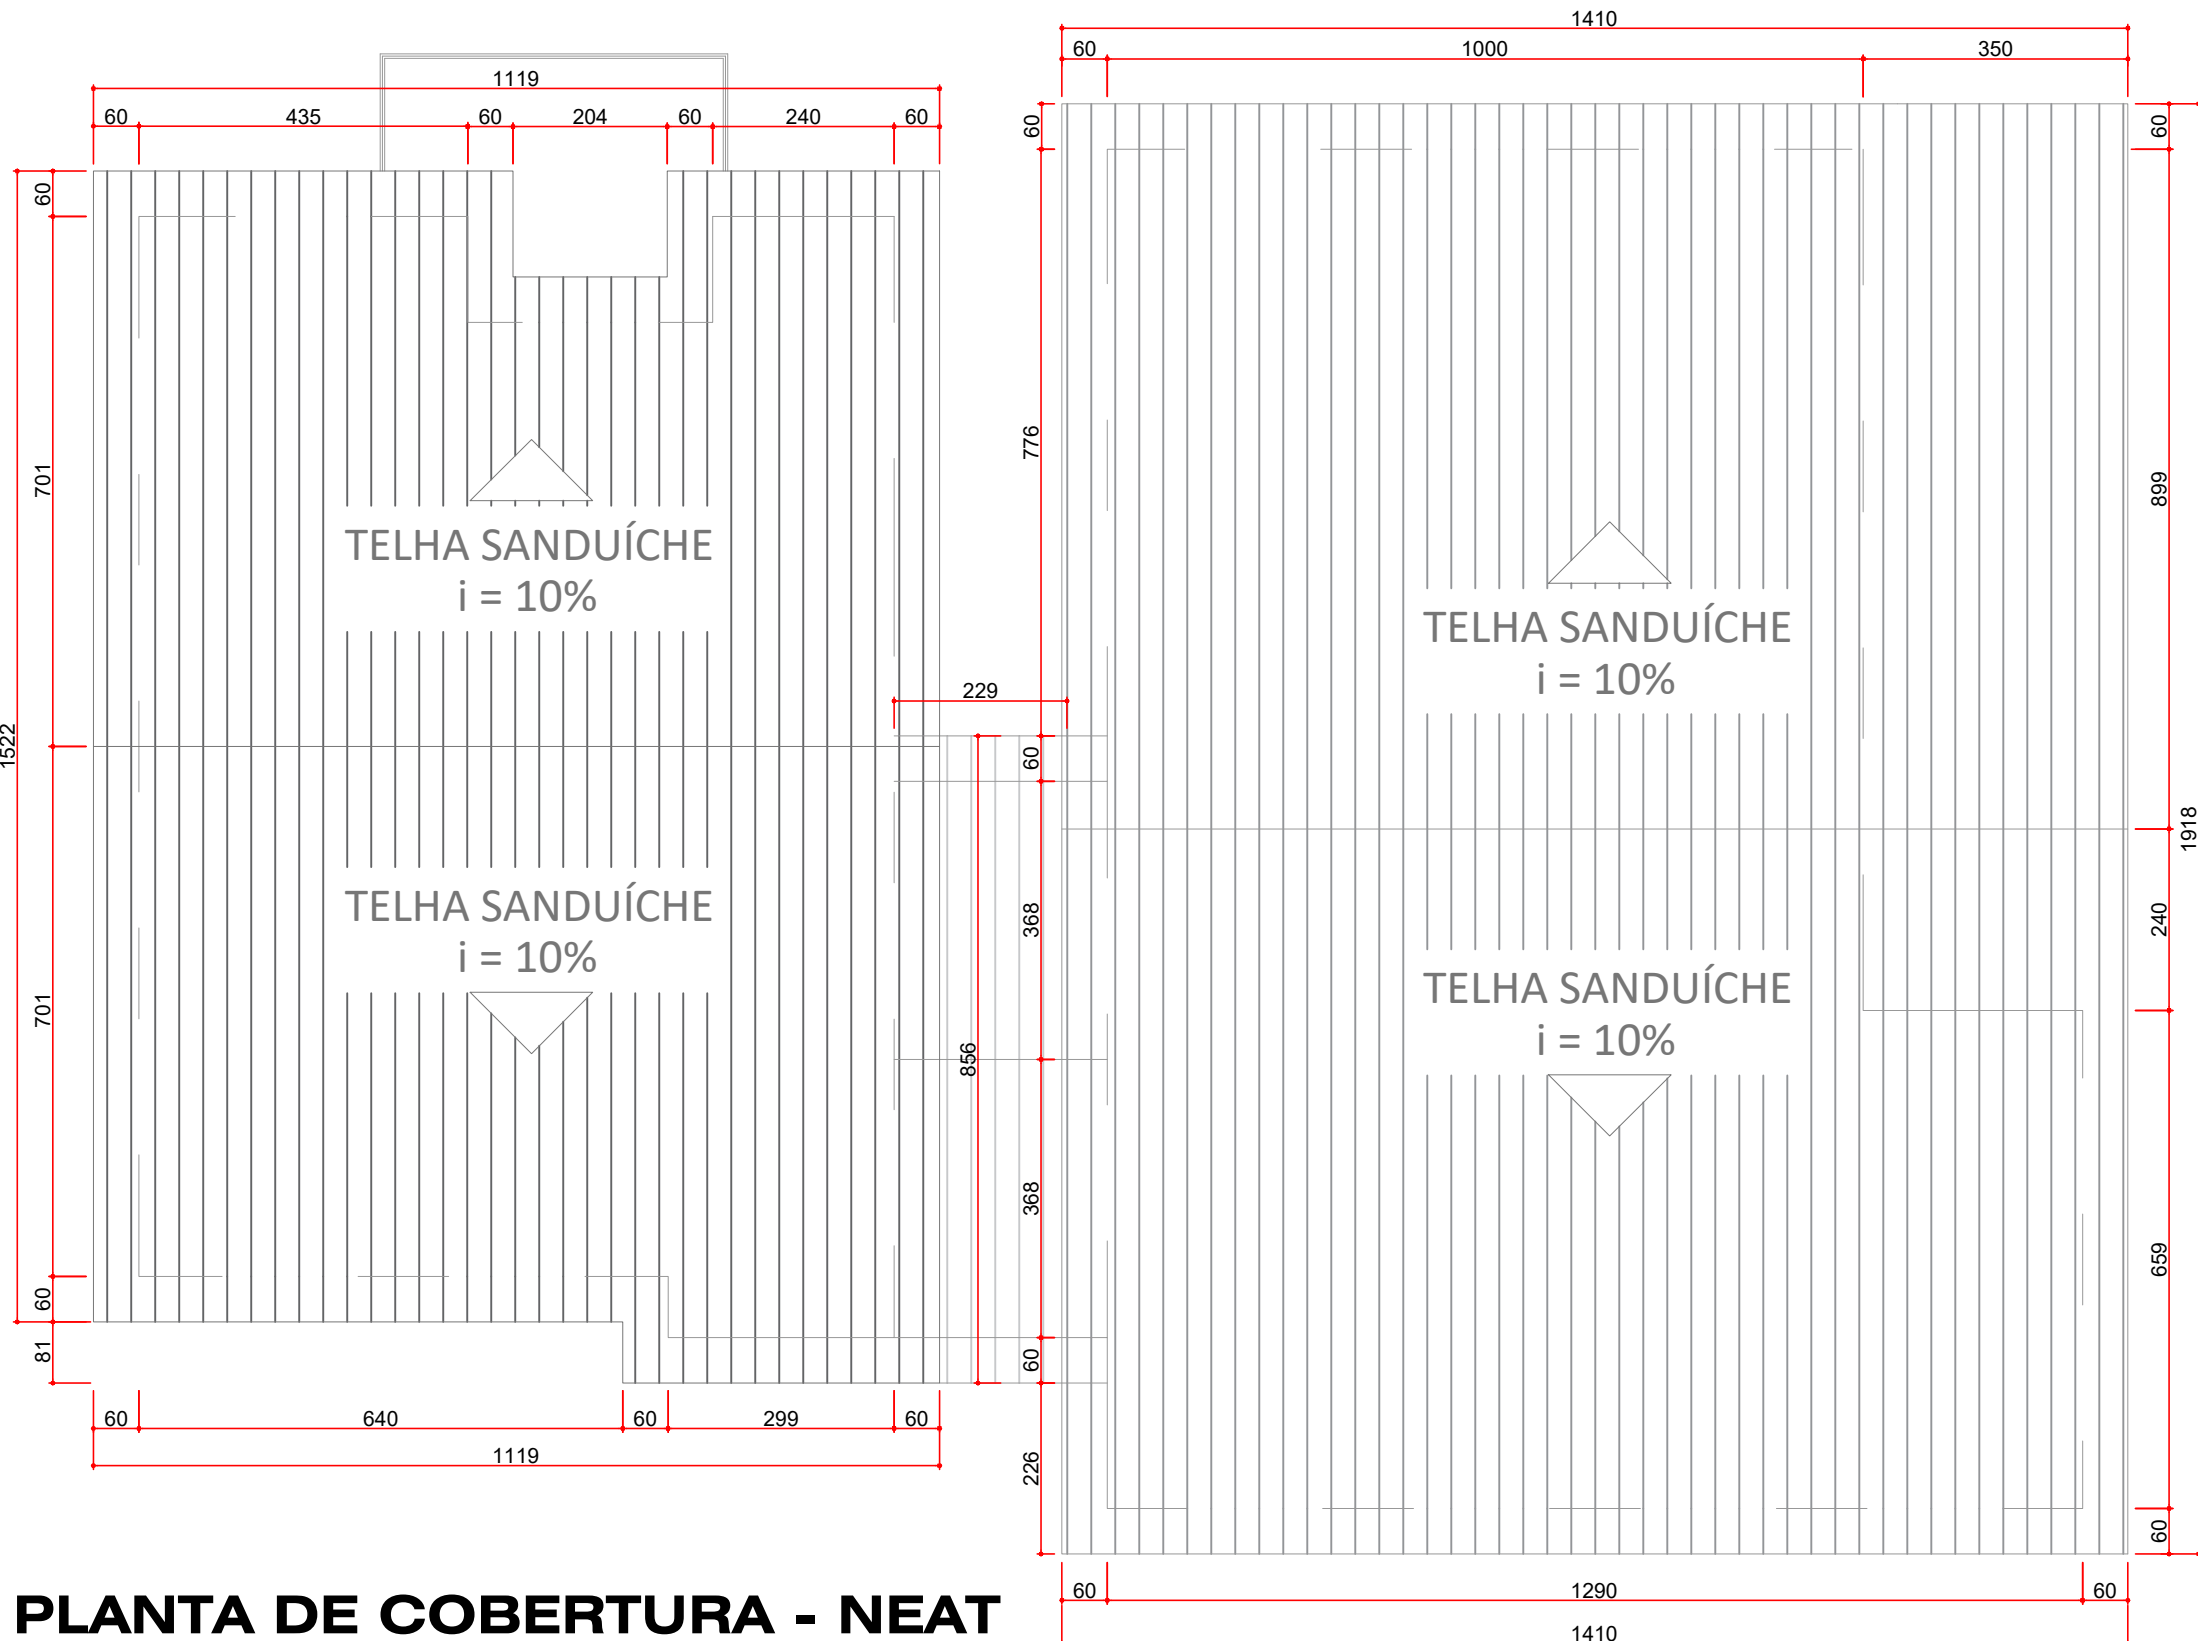 1410
60 1000 350
1119
60 435 60 204 60 240 60
60
701
1522
701
60
81
TELHA SANDUÍCHE
i = 10%
TELHA SANDUÍCHE
i = 10%
60 640 60 299 60
1119
229
856
60
776
60
368
368
60
226
TELHA SANDUÍCHE
i = 10%
TELHA SANDUÍCHE
i = 10%
60
899
240
1918
659
60
60 1290 60
1410
PLANTA DE COBERTURA - NEAT